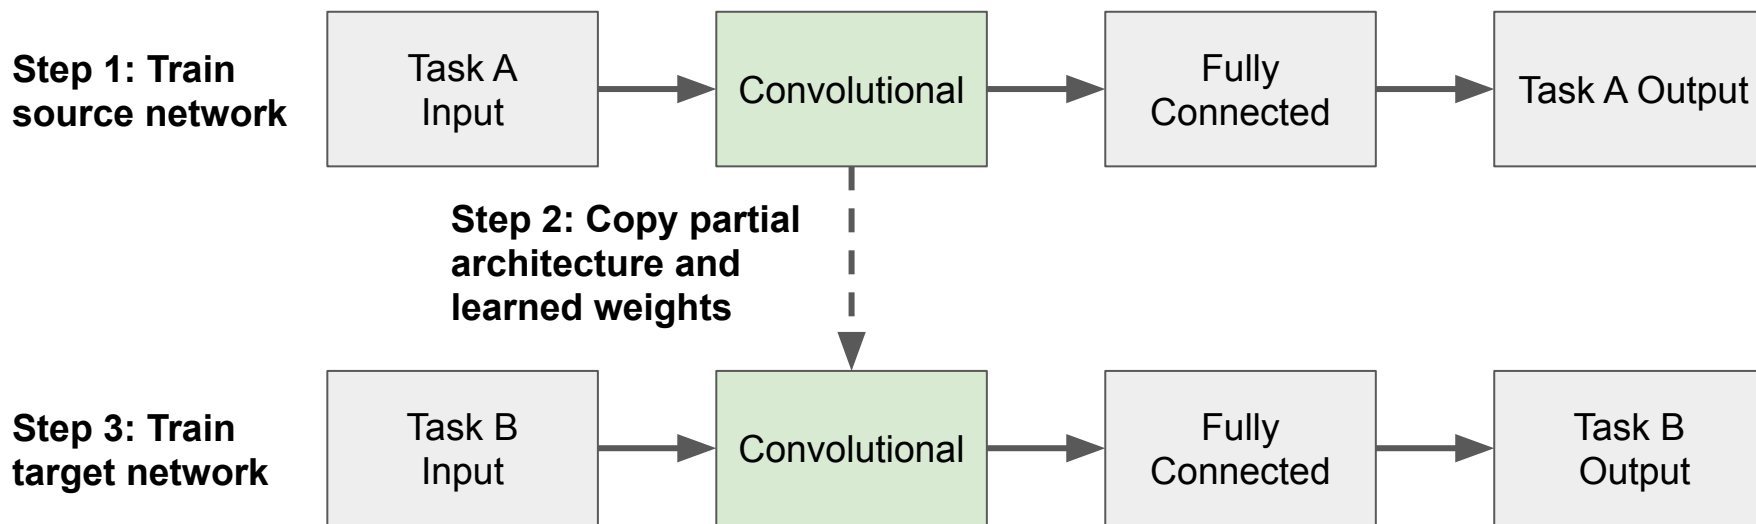 Step 1: Train
source network
Task A
Input
Convolutional
Fully
Connected
Task A Output
Step 2: Copy partial
architecture and
learned weights
Step 3: Train
target network
Task B
Input
Convolutional
Fully
Connected
Task B
Output